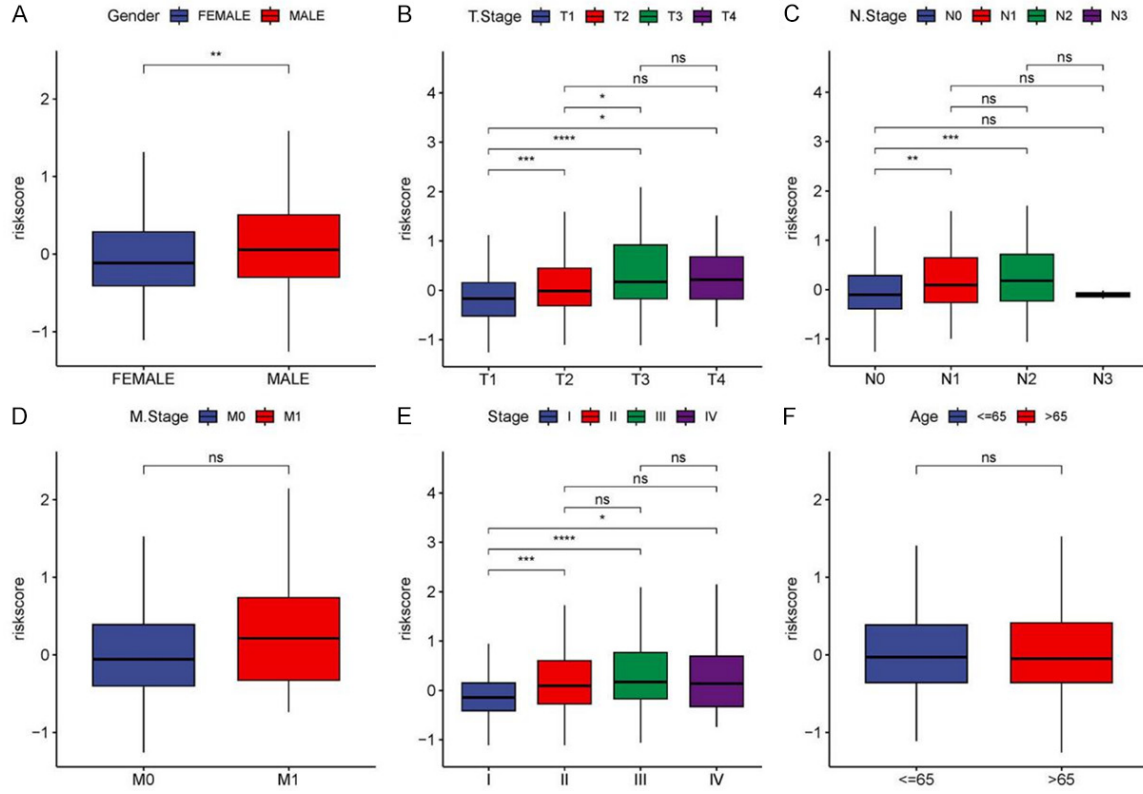 A Gender FEMALE MALE
**
riskscore
2
1
0
−1
FEMALE MALE
B T.Stage T1 T2 T3 T4
ns
ns
*
*
****
***
riskscore
4
3
2
1
0
−1
T1 T2 T3 T4
C N.Stage N0 N1 N2 N3
ns
ns
ns
ns
***
**
riskscore
4
3
2
1
0
−1
N0 N1 N2 N3
D M.Stage M0 M1
ns
riskscore
2
1
0
−1
M0 M1
E Stage I II III IV
ns
ns
ns
*
****
***
riskscore
4
3
2
1
0
−1
I II III IV
F Age <=65 >65
ns
riskscore
2
1
0
−1
<=65 >65